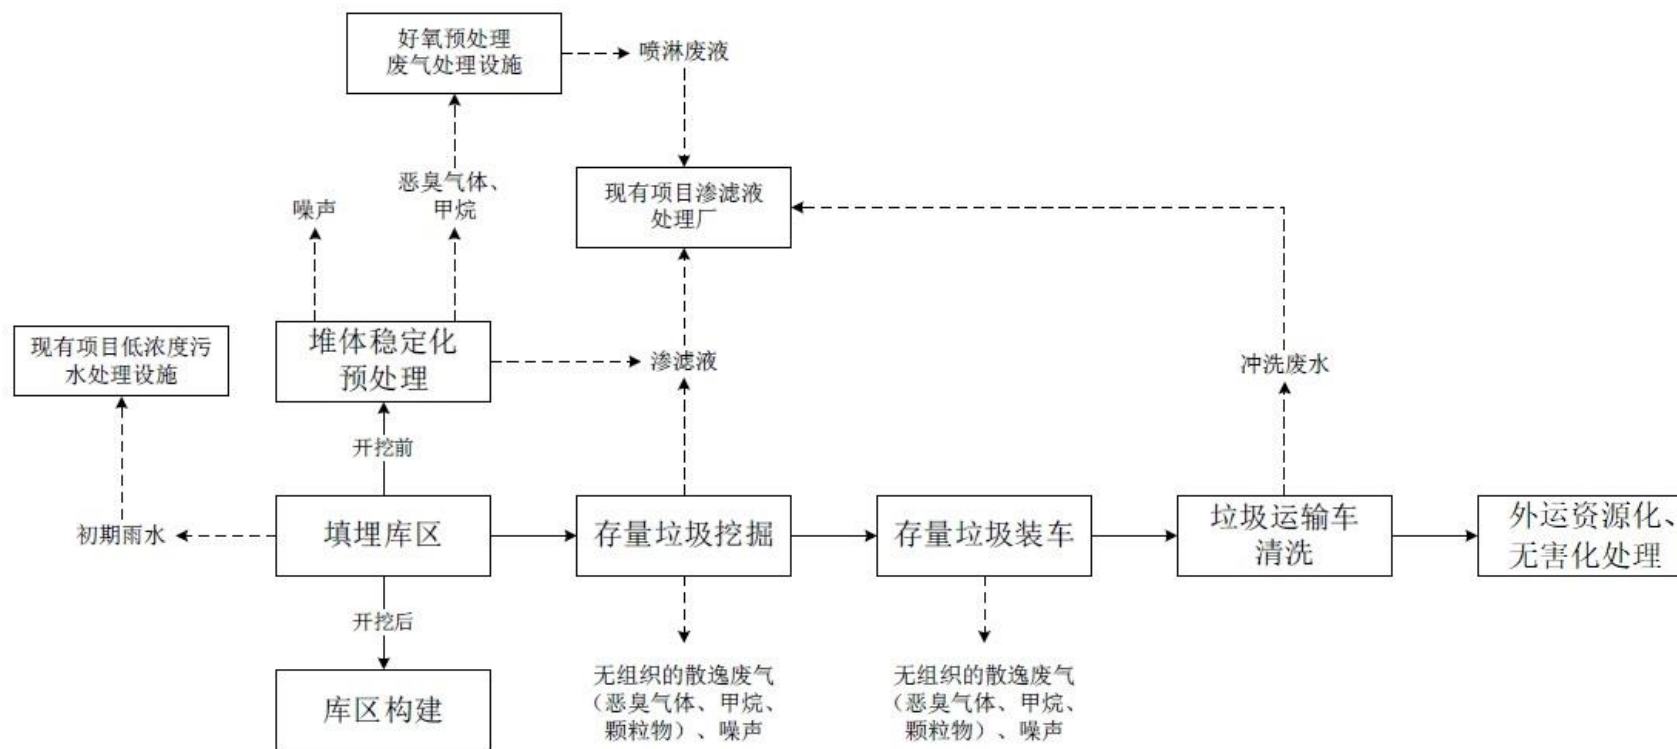 好氧预处理
废气处理设施
喷淋废液
恶臭气体、
甲烷
噪声
现有项目渗滤液
处理厂
现有项目低浓度污
水处理设施
堆体稳定化
预处理
渗滤液
冲洗废水
开挖前
初期雨水
填埋库区
存量垃圾挖掘
存量垃圾装车
垃圾运输车
清洗
外运资源化、
无害化处理
开挖后
库区构建
无组织的散逸废气
（恶臭气体、甲烷、
颗粒物）、噪声
无组织的散逸废气
（恶臭气体、甲烷、
颗粒物）、噪声